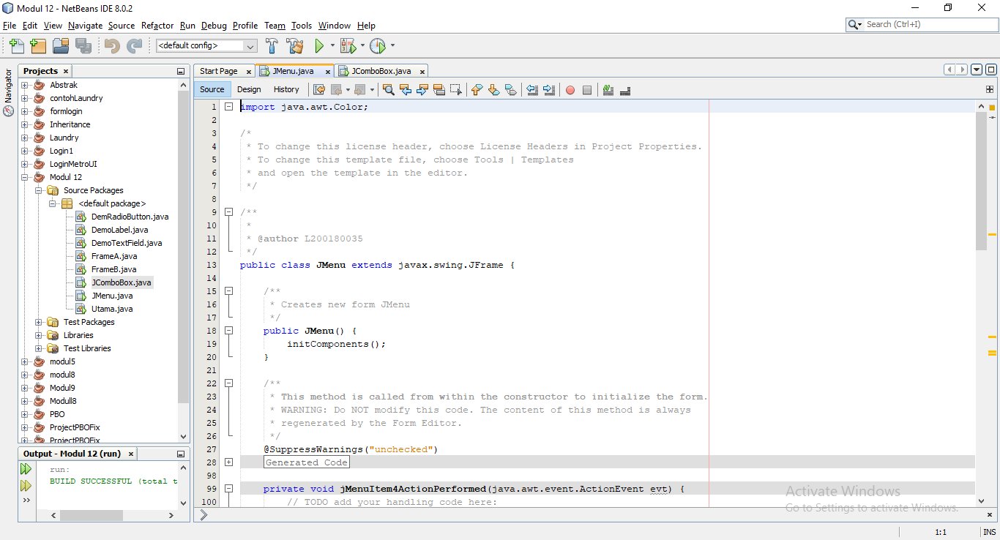 Modul 12 - NetBeans IDE 8.0.2
File Edit View Navigate Source Refactor Run Debug Profile Team Tools Window Help
Search (Ctrl+I)
<default config>
Navigator
Projects
Abstrak
contohLaundry
formlogin
Inheritance
Laundry
Login1
LoginMetroUI
Modul 12
Source Packages
<default package>
DemRadioButton.java
DemoLabel.java
DemoTextField.java
FrameA.java
FrameB.java
JComboBox.java
JMenu.java
Utama.java
Test Packages
Libraries
Test Libraries
modul5
modul8
Modul9
Modull8
PBO
ProjectPBOFix
ProjectPBOFix
Output - Modul 12 (run)
run:
BUILD SUCCESSFUL (total t
Start Page JMenu.java JComboBox.java
Source Design History
1 import java.awt.Color;
2
3 /*
4 * To change this license header, choose License Headers in Project Properties.
5 * To change this template file, choose Tools | Templates
6 * and open the template in the editor.
7 */
8
9 /**
10 *
11 * @author L200180035
12 */
13 public class JMenu extends javax.swing.JFrame {
14
15 /**
16 * Creates new form JMenu
17 */
18 public JMenu() {
19 initComponents();
20 }
21
22 /**
23 * This method is called from within the constructor to initialize the form.
24 * WARNING: Do NOT modify this code. The content of this method is always
25 * regenerated by the Form Editor.
26 */
27 @SuppressWarnings("unchecked")
28 Generated Code
98
99 private void jMenuItem4ActionPerformed(java.awt.event.ActionEvent evt) {
100 // TODO add your handling code here:
Activate Windows
Go to Settings to activate Windows.
1:1 INS